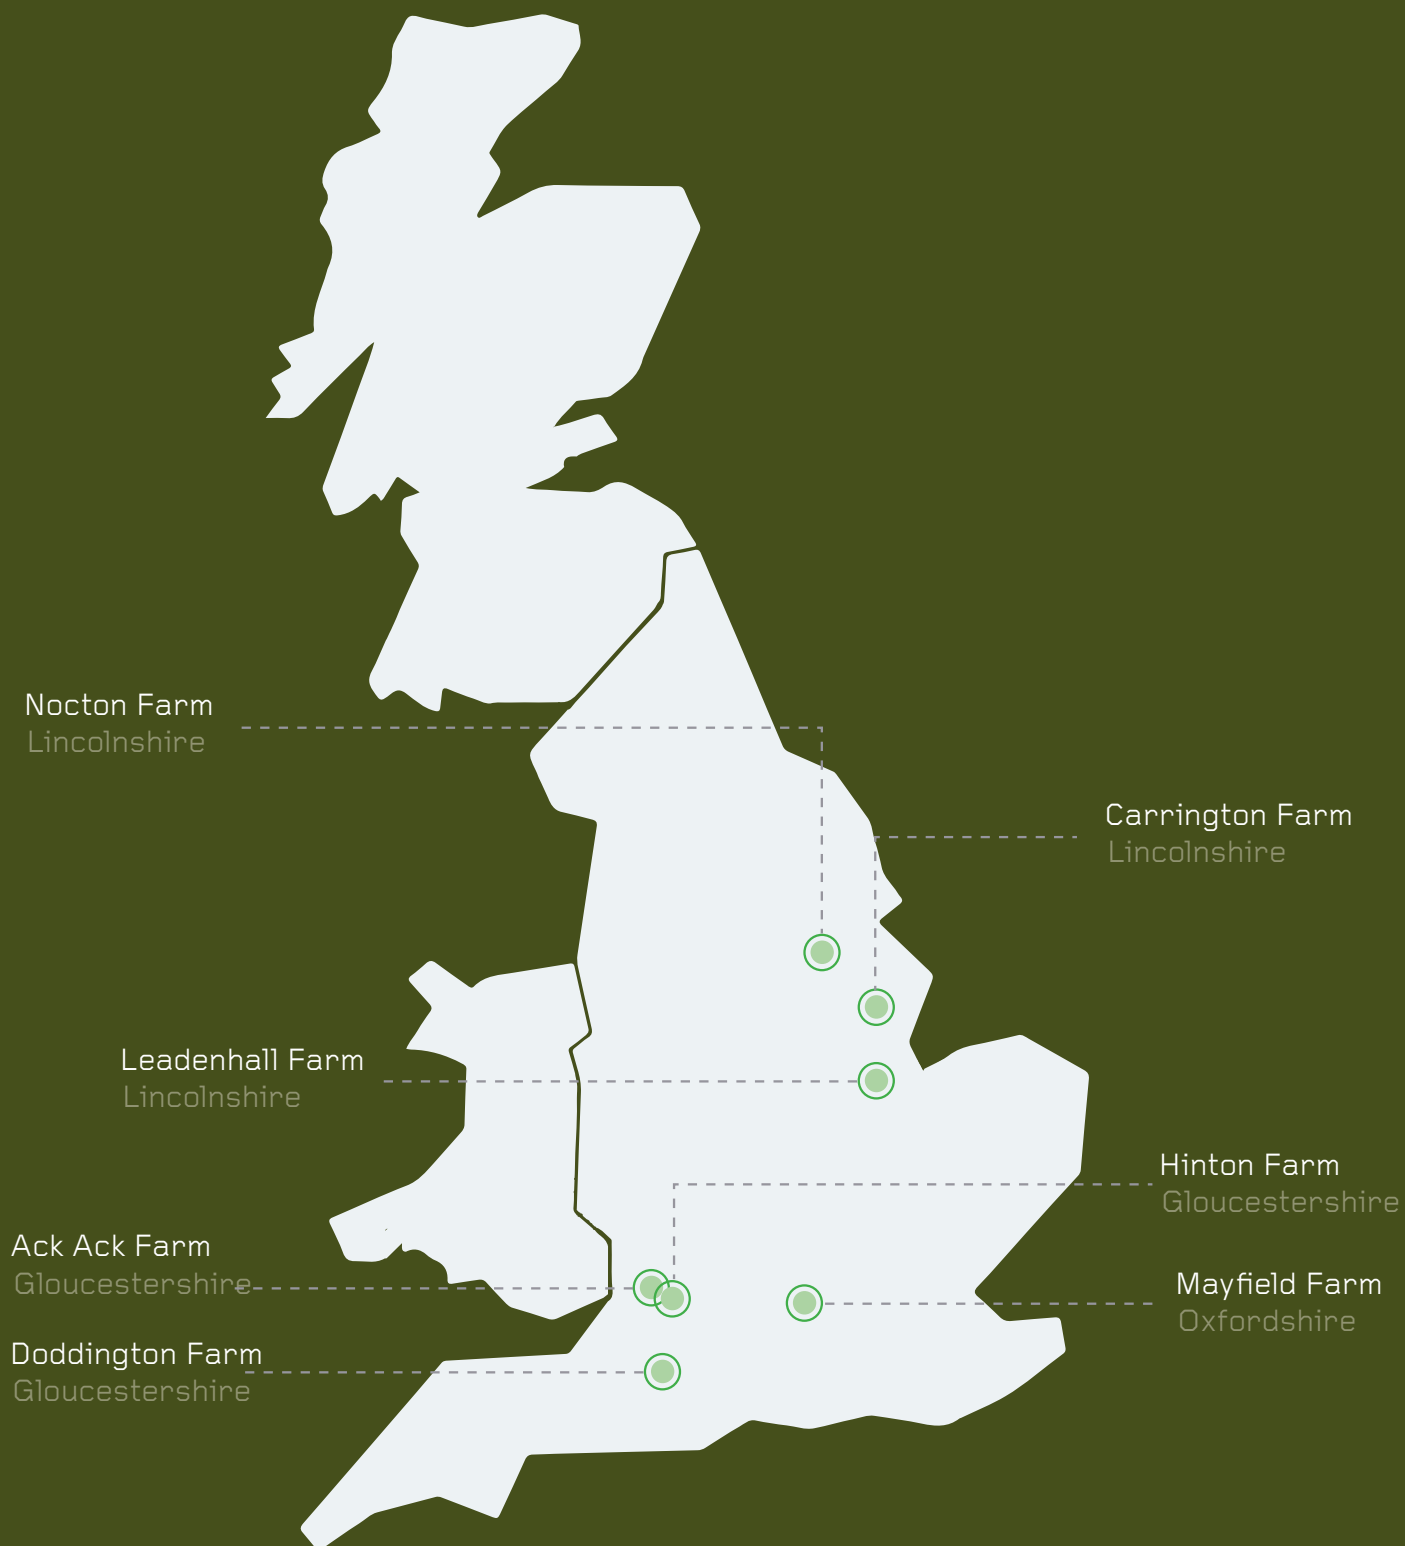 Nocton Farm
Lincolnshire
Carrington Farm
Lincolnshire
Leadenhall Farm
Lincolnshire
Hinton Farm
Gloucestershire
Ack Ack Farm
Gloucestershire
Mayfield Farm
Oxfordshire
Doddington Farm
Gloucestershire